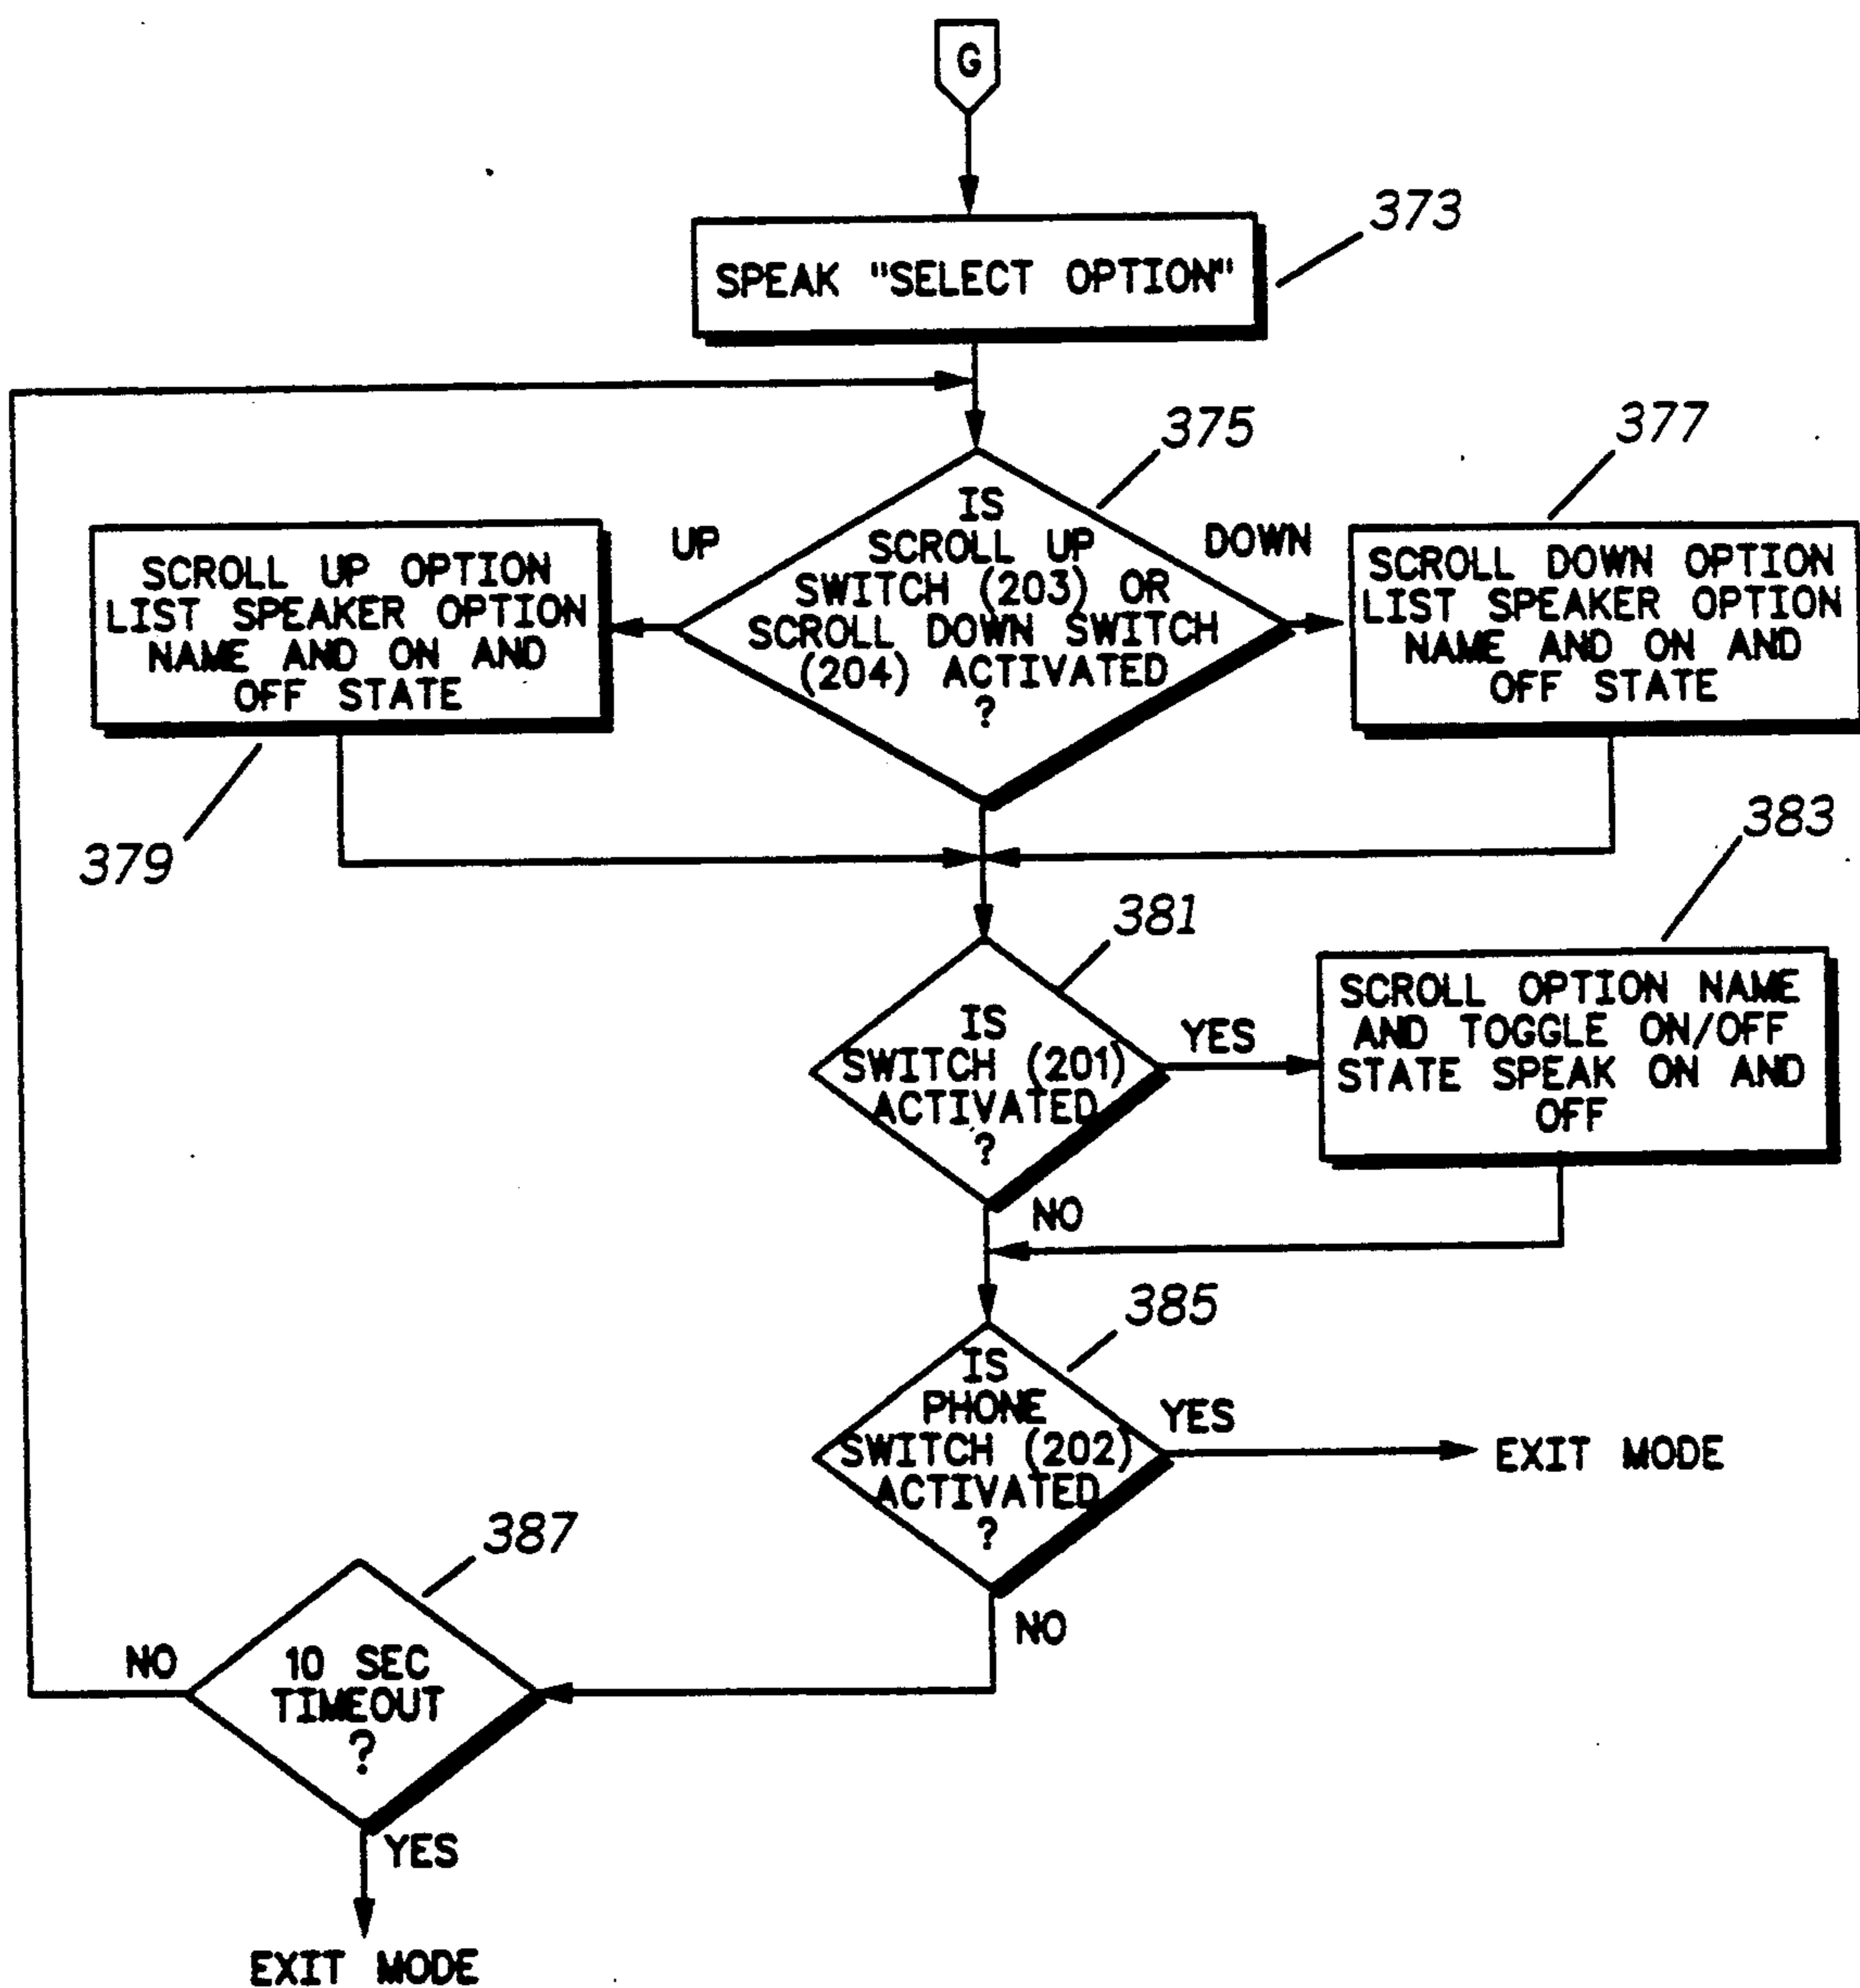 G
373
SPEAK "SELECT OPTION"
375
377
IS
SCROLL UP
SWITCH (203) OR
SCROLL DOWN SWITCH
(204) ACTIVATED
?
UP
DOWN
SCROLL UP OPTION
LIST SPEAKER OPTION
NAME AND ON AND
OFF STATE
379
SCROLL DOWN OPTION
LIST SPEAKER OPTION
NAME AND ON AND
OFF STATE
383
381
IS
SWITCH (201)
ACTIVATED
?
YES
SCROLL OPTION NAME
AND TOGGLE ON/OFF
STATE SPEAK ON AND
OFF
NO
385
IS
PHONE
SWITCH (202)
ACTIVATED
?
YES
EXIT MODE
NO
387
10 SEC
TIMEOUT
?
NO
YES
EXIT MODE